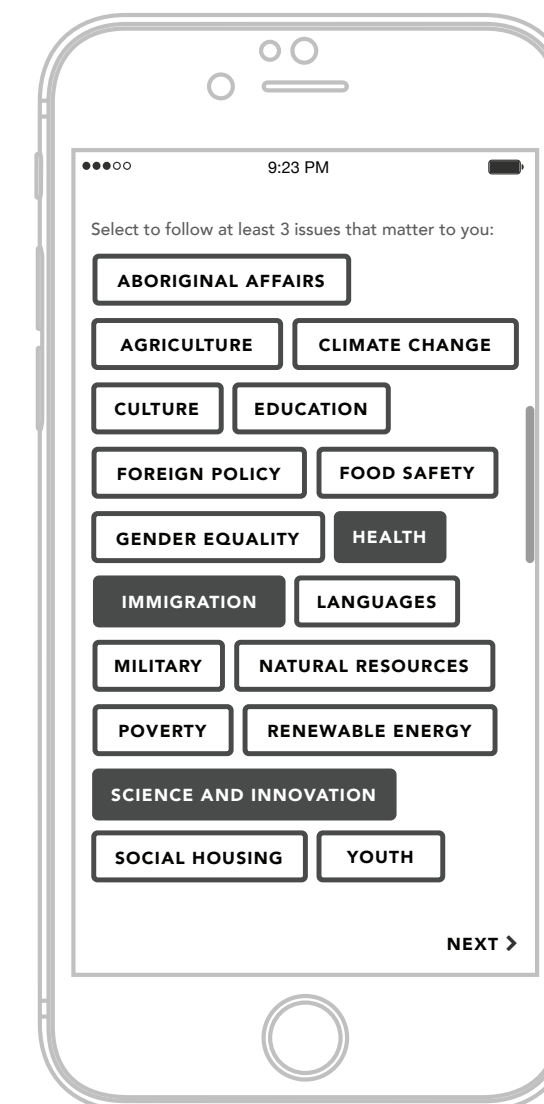 9:23 PM
Select to follow at least 3 issues that matter to you:
ABORIGINAL AFFAIRS
AGRICULTURE CLIMATE CHANGE
CULTURE EDUCATION
FOREIGN POLICY FOOD SAFETY
GENDER EQUALITY HEALTH
IMMIGRATION LANGUAGES
MILITARY NATURAL RESOURCES
POVERTY RENEWABLE ENERGY
SCIENCE AND INNOVATION
SOCIAL HOUSING YOUTH
NEXT >